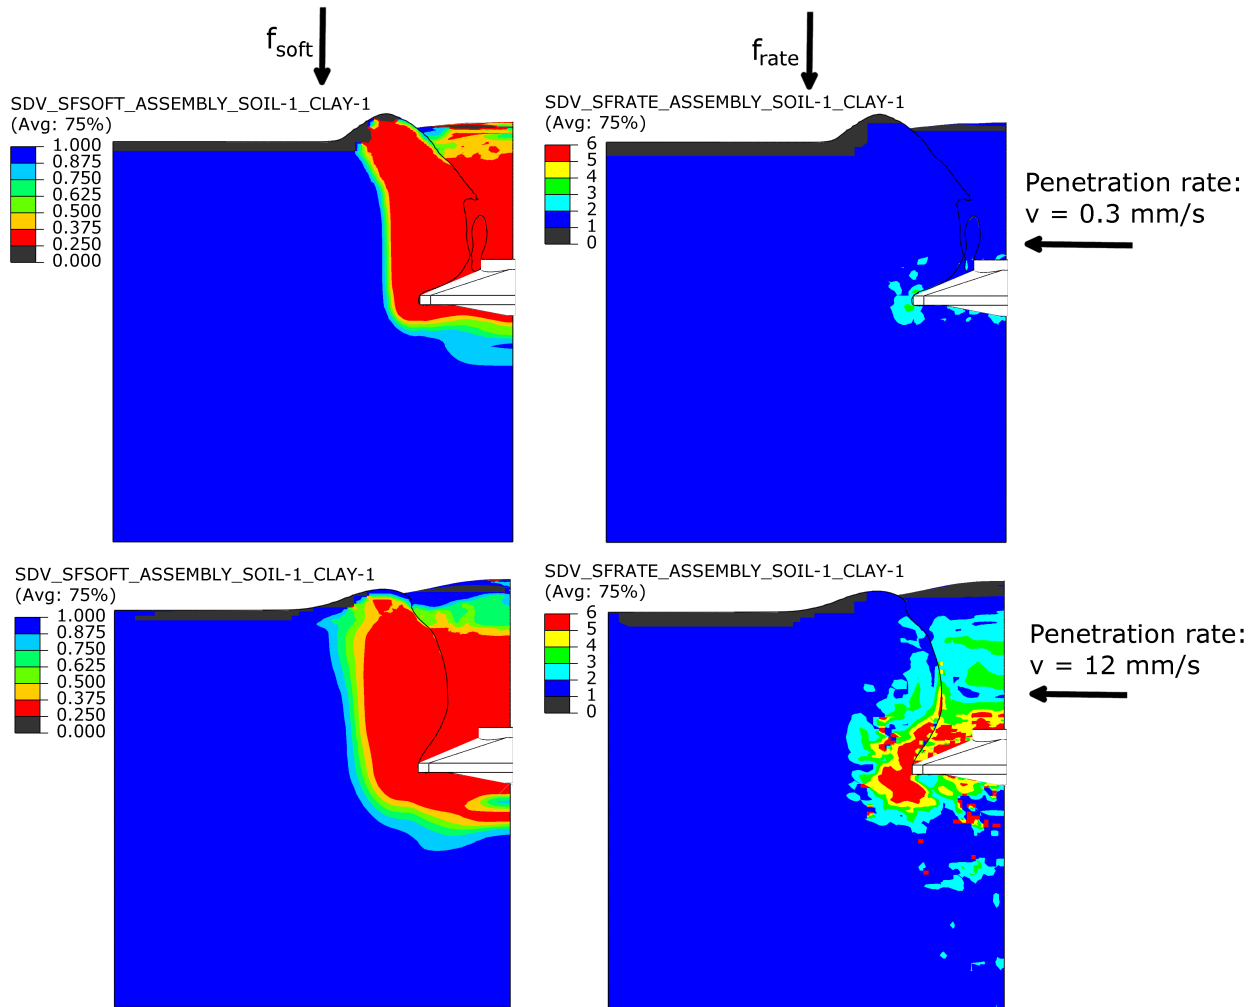 f_soft
f_rate
SDV_SFSOFT_ASSEMBLY_SOIL-1_CLAY-1
(Avg: 75%)
1.000
0.875
0.750
0.625
0.500
0.375
0.250
0.000
SDV_SFRATE_ASSEMBLY_SOIL-1_CLAY-1
(Avg: 75%)
6
5
4
3
2
1
0
Penetration rate:
v = 0.3 mm/s
SDV_SFSOFT_ASSEMBLY_SOIL-1_CLAY-1
(Avg: 75%)
1.000
0.875
0.750
0.625
0.500
0.375
0.250
0.000
SDV_SFRATE_ASSEMBLY_SOIL-1_CLAY-1
(Avg: 75%)
6
5
4
3
2
1
0
Penetration rate:
v = 12 mm/s